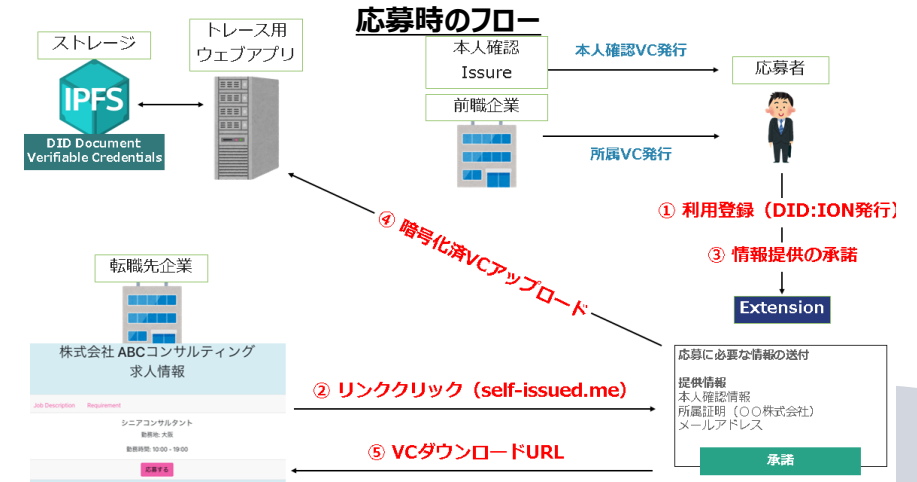 応募時のフロー
ストレージ
IPFS
DID Document
Verifiable Credentials
トレース用
ウェブアプリ
本人確認
Issure
前職企業
本人確認VC発行
所属VC発行
応募者
① 利用登録（DID:ION発行）
③ 情報提供の承諾
Extension
④ 暗号化済VCアップロード
転職先企業
株式会社 ABCコンサルティング
求人情報
Job Description Requirement
シニアコンサルタント
勤務地: 大阪
勤務時間: 10:00 - 19:00
応募する
② リンククリック（self-issued.me）
⑤ VCダウンロードURL
応募に必要な情報の送付
提供情報
本人確認情報
所属証明（〇〇株式会社）
メールアドレス
承諾